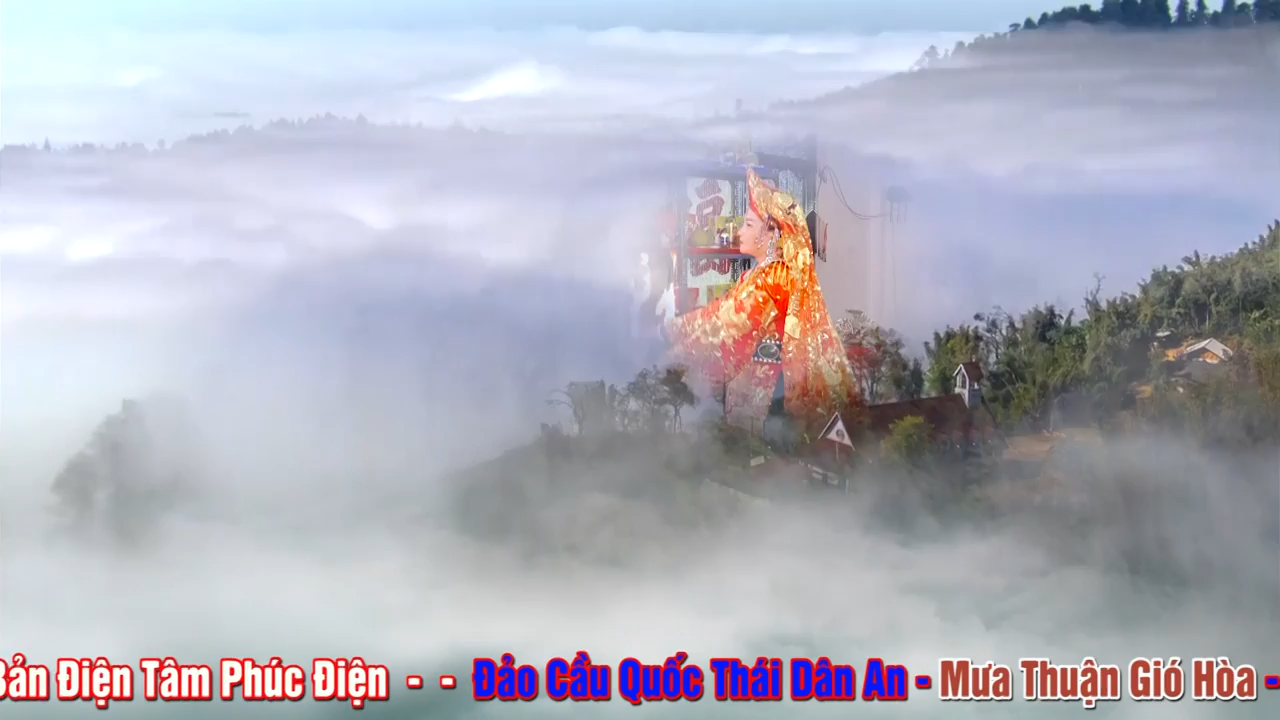 Bản Điện Tâm Phúc Điện - - Đảo Cầu Quốc Thái Dân An - Mưa Thuận Gió Hòa -